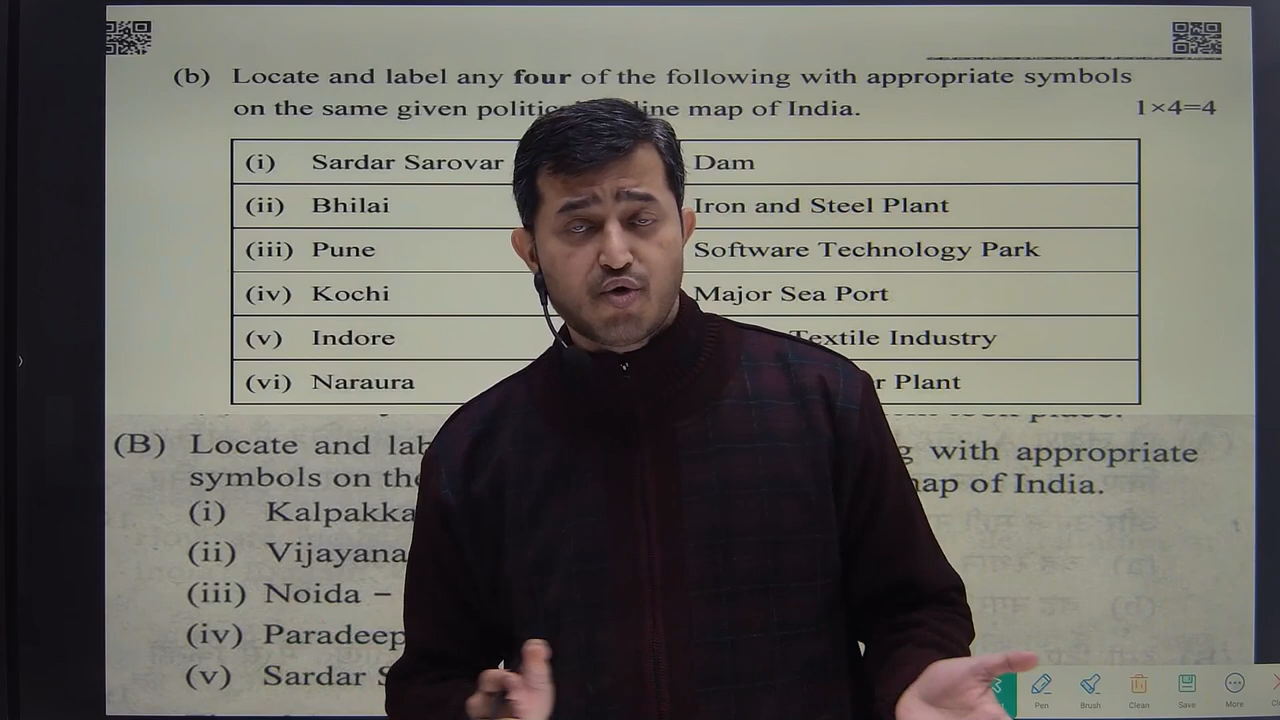 (b) Locate and label any four of the following with appropriate symbols
on the same given politic line map of India. 1×4=4
(i) Sardar Sarovar Dam
(ii) Bhilai Iron and Steel Plant
(iii) Pune Software Technology Park
(iv) Kochi Major Sea Port
(v) Indore Textile Industry
(vi) Naraura r Plant
(B) Locate and lab g with appropriate
symbols on the map of India.
(i) Kalpakka
(ii) Vijayana
(iii) Noida –
(iv) Paradeep
(v) Sardar S
Pen Brush Clean Save More